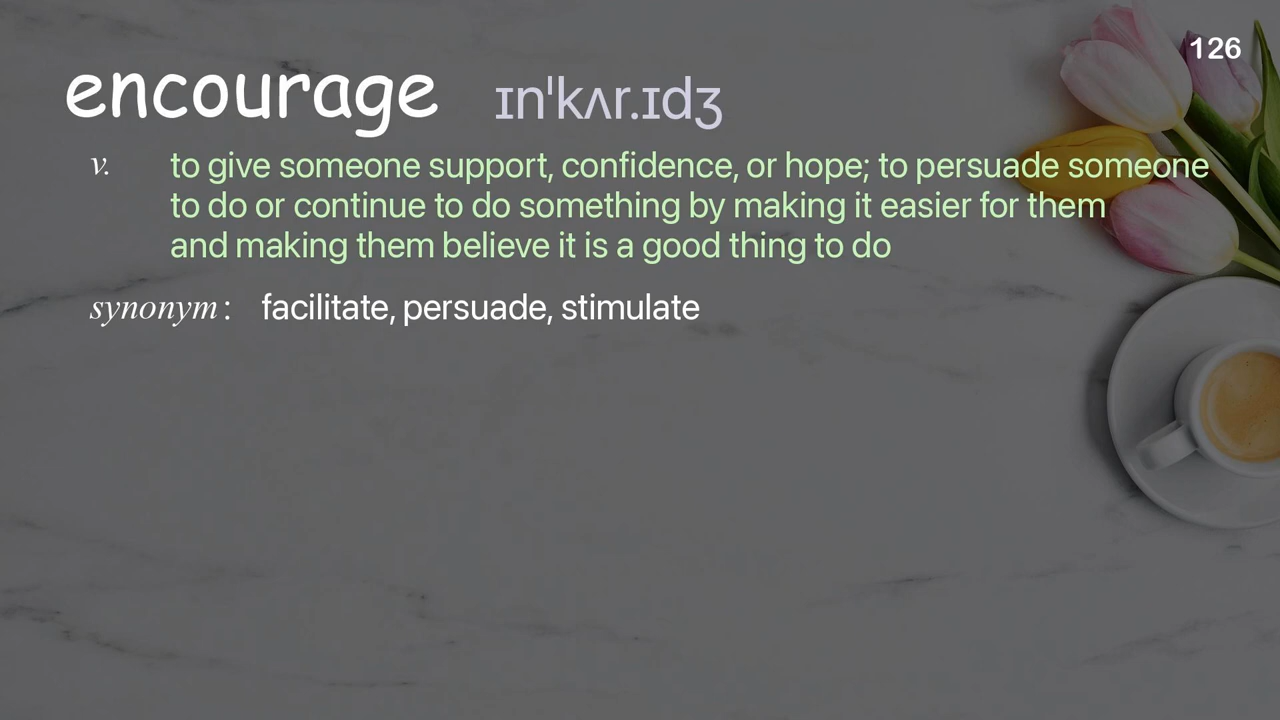 126
encourage ɪnˈkʌr.ɪdʒ
v. to give someone support, confidence, or hope; to persuade someone
to do or continue to do something by making it easier for them
and making them believe it is a good thing to do
synonym : facilitate, persuade, stimulate